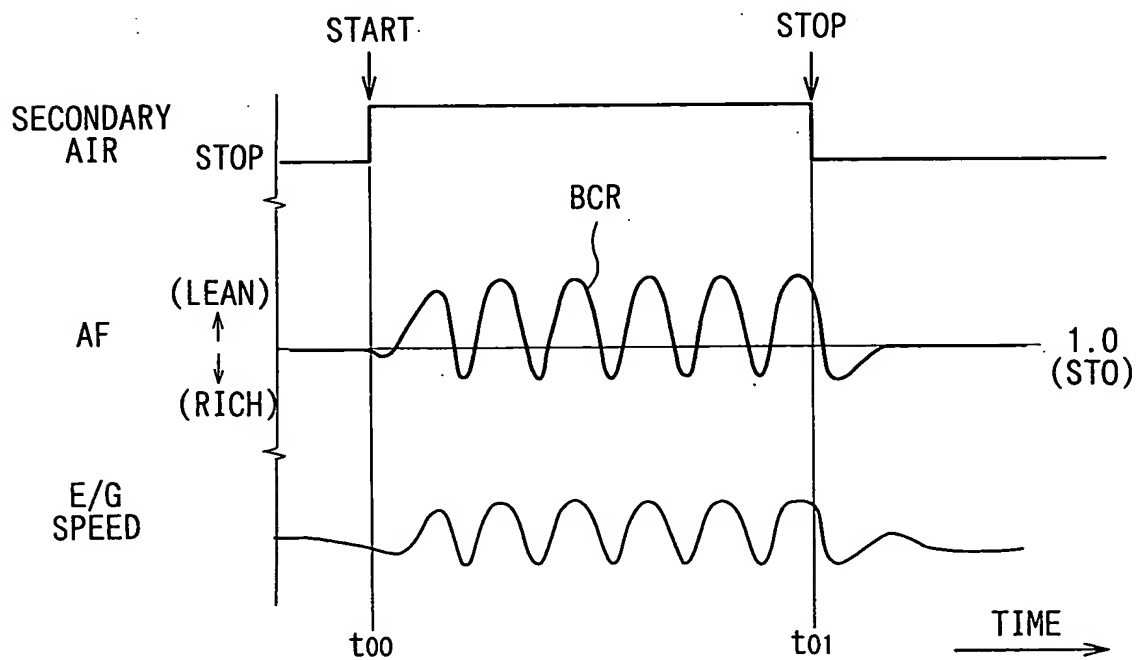 START
STOP
SECONDARY
AIR
STOP
BCR
(LEAN)
AF
(RICH)
1.0
(STO)
E/G
SPEED
t00
t01
TIME